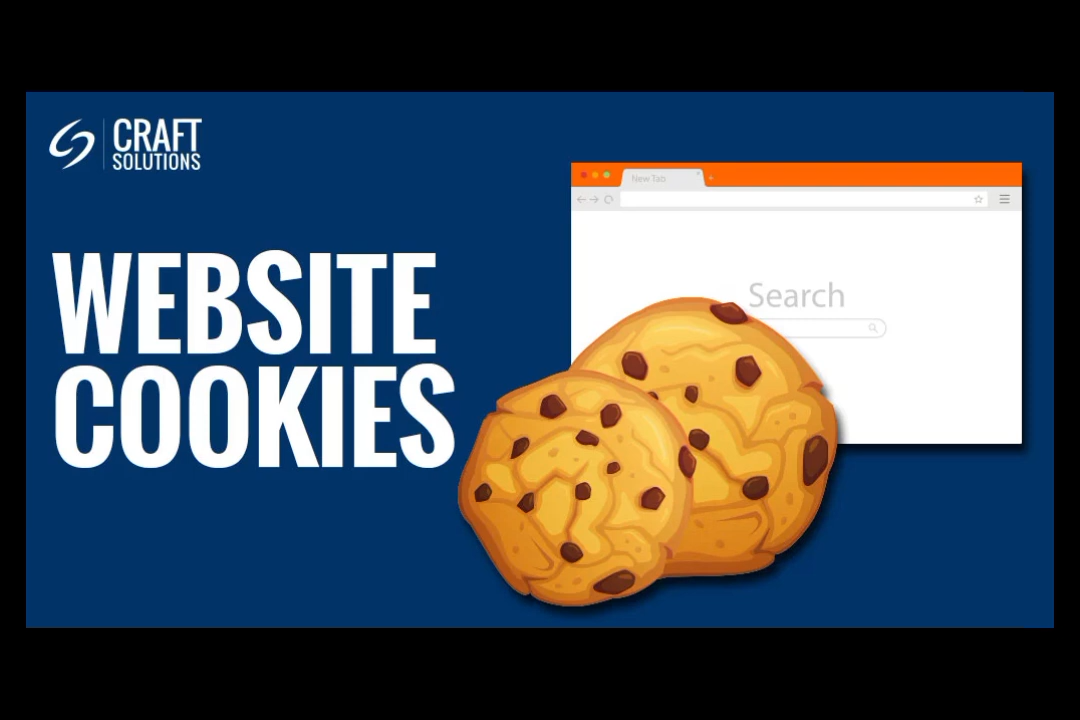 CRAFT
SOLUTIONS
New Tab
WEBSITE
COOKIES
Search